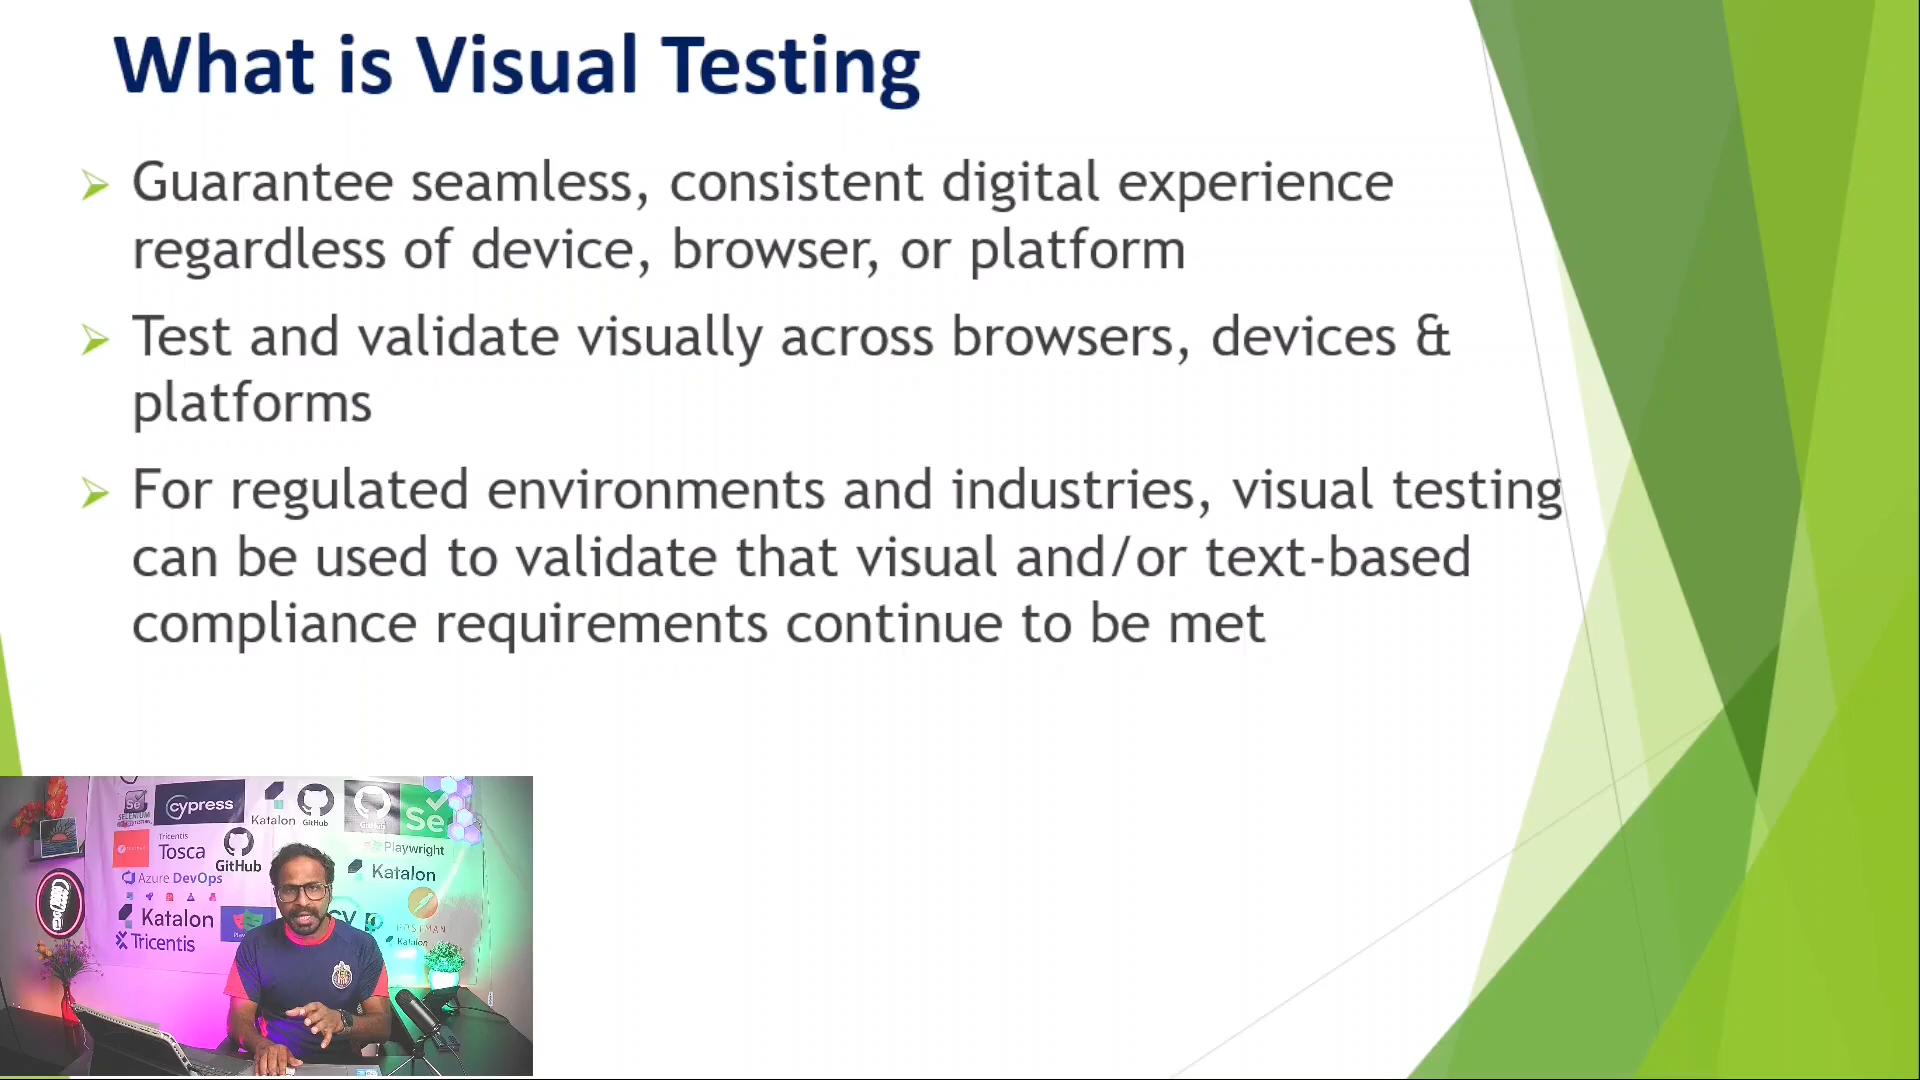 What is Visual Testing
Guarantee seamless, consistent digital experience
regardless of device, browser, or platform
Test and validate visually across browsers, devices &
platforms
For regulated environments and industries, visual testing
can be used to validate that visual and/or text-based
compliance requirements continue to be met
Se
SELENIUM
cypress
Katalon
GitHub
GitHub
Se
Tricentis
Tosca
GitHub
Playwright
Katalon
Azure DevOps
Katalon
Tricentis
cy
POSTMAN
Katalon